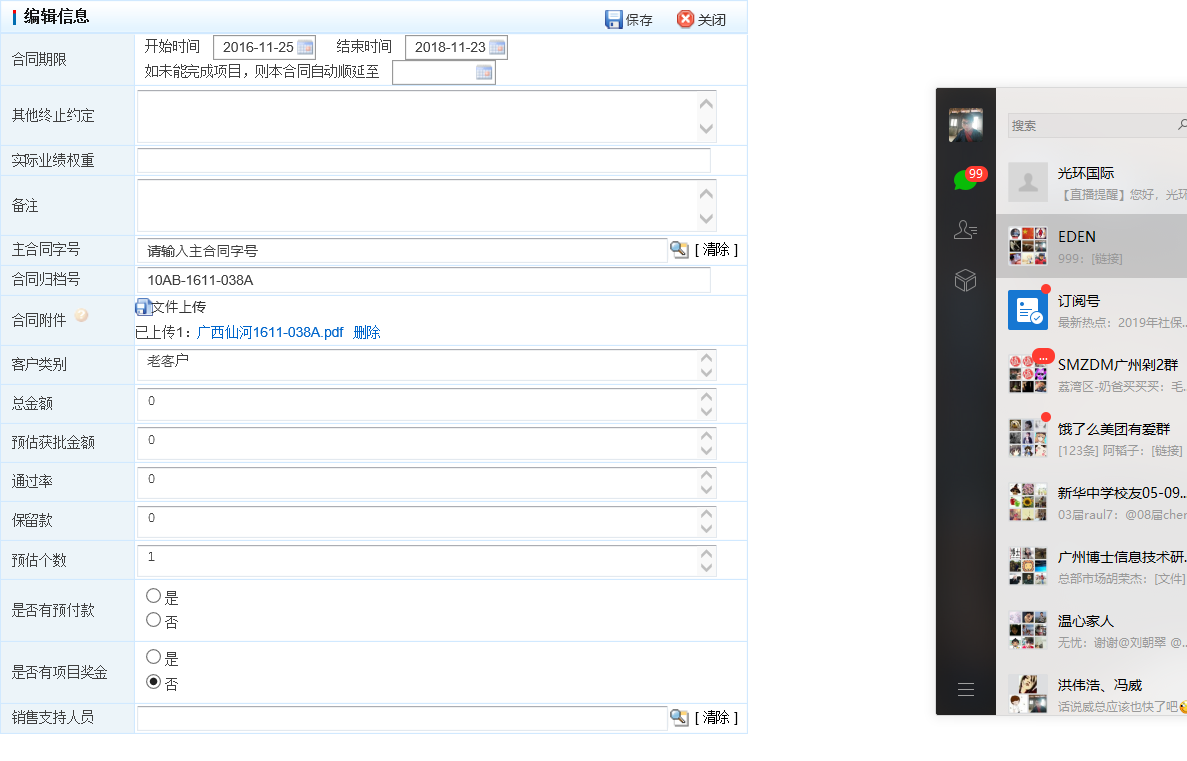 编辑信息
保存
关闭
合同期限
开始时间 2016-11-25 结束时间 2018-11-23
如未能完成项目，则本合同自动顺延至
其他终止约定
实际业绩权重
备注
主合同字号
请输入主合同字号
[ 清除 ]
合同归档号
10AB-1611-038A
合同附件
文件上传
已上传1：广西仙河1611-038A.pdf 删除
客户类别
老客户
总金额
0
预估获批金额
0
通过率
0
保留款
0
预估个数
1
是否有预付款
是
否
是否有项目奖金
是
否
销售支持人员
[ 清除 ]
99
搜索
光环国际
【直播提醒】您好，光环
EDEN
999：[链接]
订阅号
最新热点：2019年社保...
SMZDM广州剁2群
荔湾区-奶爸买买买：毛.
饿了么美团有爱群
[123条] 阿韬子：[链接]
新华中学校友05-09...
03届raul7：@08届cher
广州博士信息技术研.
总部市场胡荣杰：[文件]
温心家人
无忧：谢谢@刘朝翠 @..
洪伟浩、冯威
话说威总应该也快了吧